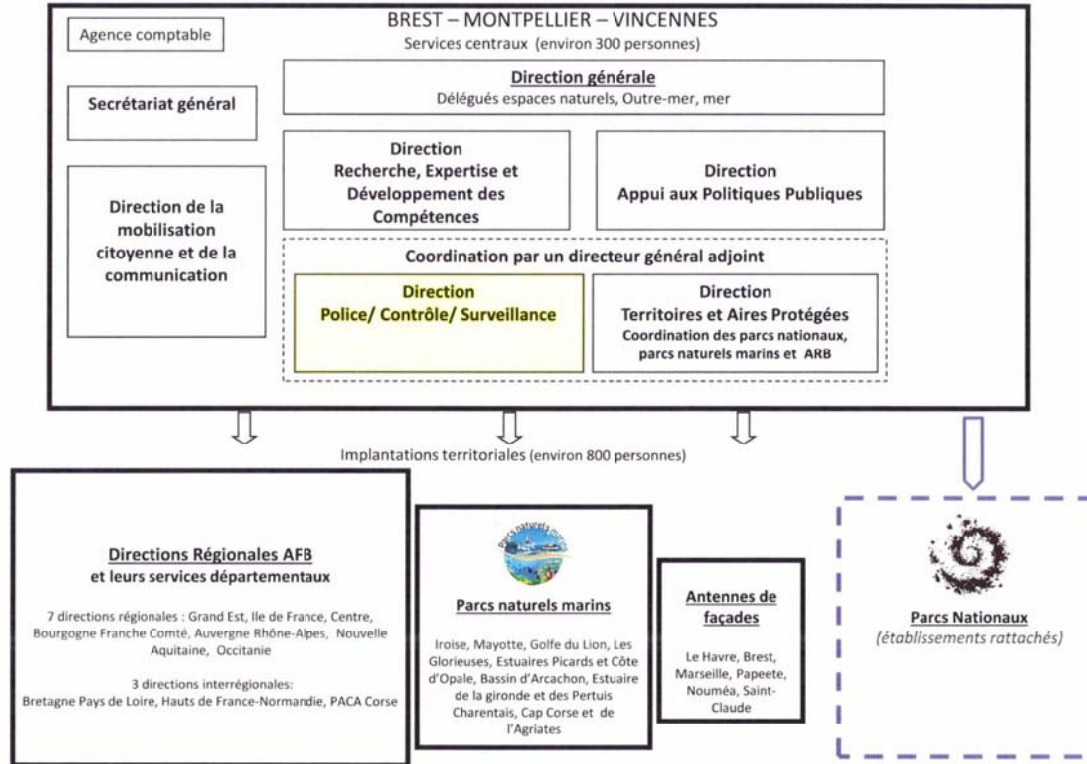 BREST – MONTPELLIER – VINCENNES
Services centraux (environ 300 personnes)
Agence comptable
Secrétariat général
Direction de la
mobilisation
citoyenne et de la
communication
Direction générale
Délégués espaces naturels, Outre-mer, mer
Direction
Recherche, Expertise et
Développement des
Compétences
Direction
Appui aux Politiques Publiques
Coordination par un directeur général adjoint
Direction
Police/ Contrôle/ Surveillance
Direction
Territoires et Aires Protégées
Coordination des parcs nationaux,
parcs naturels marins et ARB
Implantations territoriales (environ 800 personnes)
Directions Régionales AFB
et leurs services départementaux
7 directions régionales : Grand Est, Ile de France, Centre,
Bourgogne Franche Comté, Auvergne Rhône-Alpes, Nouvelle
Aquitaine, Occitanie
3 directions interrégionales:
Bretagne Pays de Loire, Hauts de France-Normandie, PACA Corse
Parcs naturels
Parcs naturels marins
Iroise, Mayotte, Golfe du Lion, Les
Glorieuses, Estuaires Picards et Côte
d'Opale, Bassin d'Arcachon, Estuaire
de la gironde et des Pertuis
Charentais, Cap Corse et de
l'Agriates
Antennes de
façades
Le Havre, Brest,
Marseille, Papeete,
Nouméa, Saint-
Claude
Parcs Nationaux
(établissements rattachés)